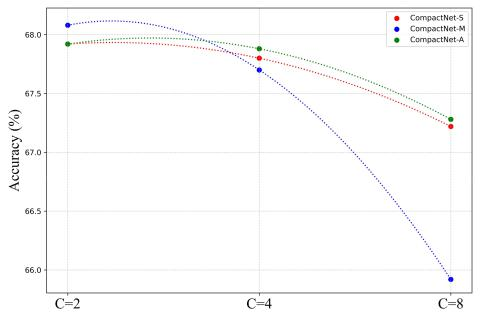 CompactNet-S
CompactNet-M
CompactNet-A
Accuracy (%)
68.0
67.5
67.0
66.5
66.0
C=2 C=4 C=8